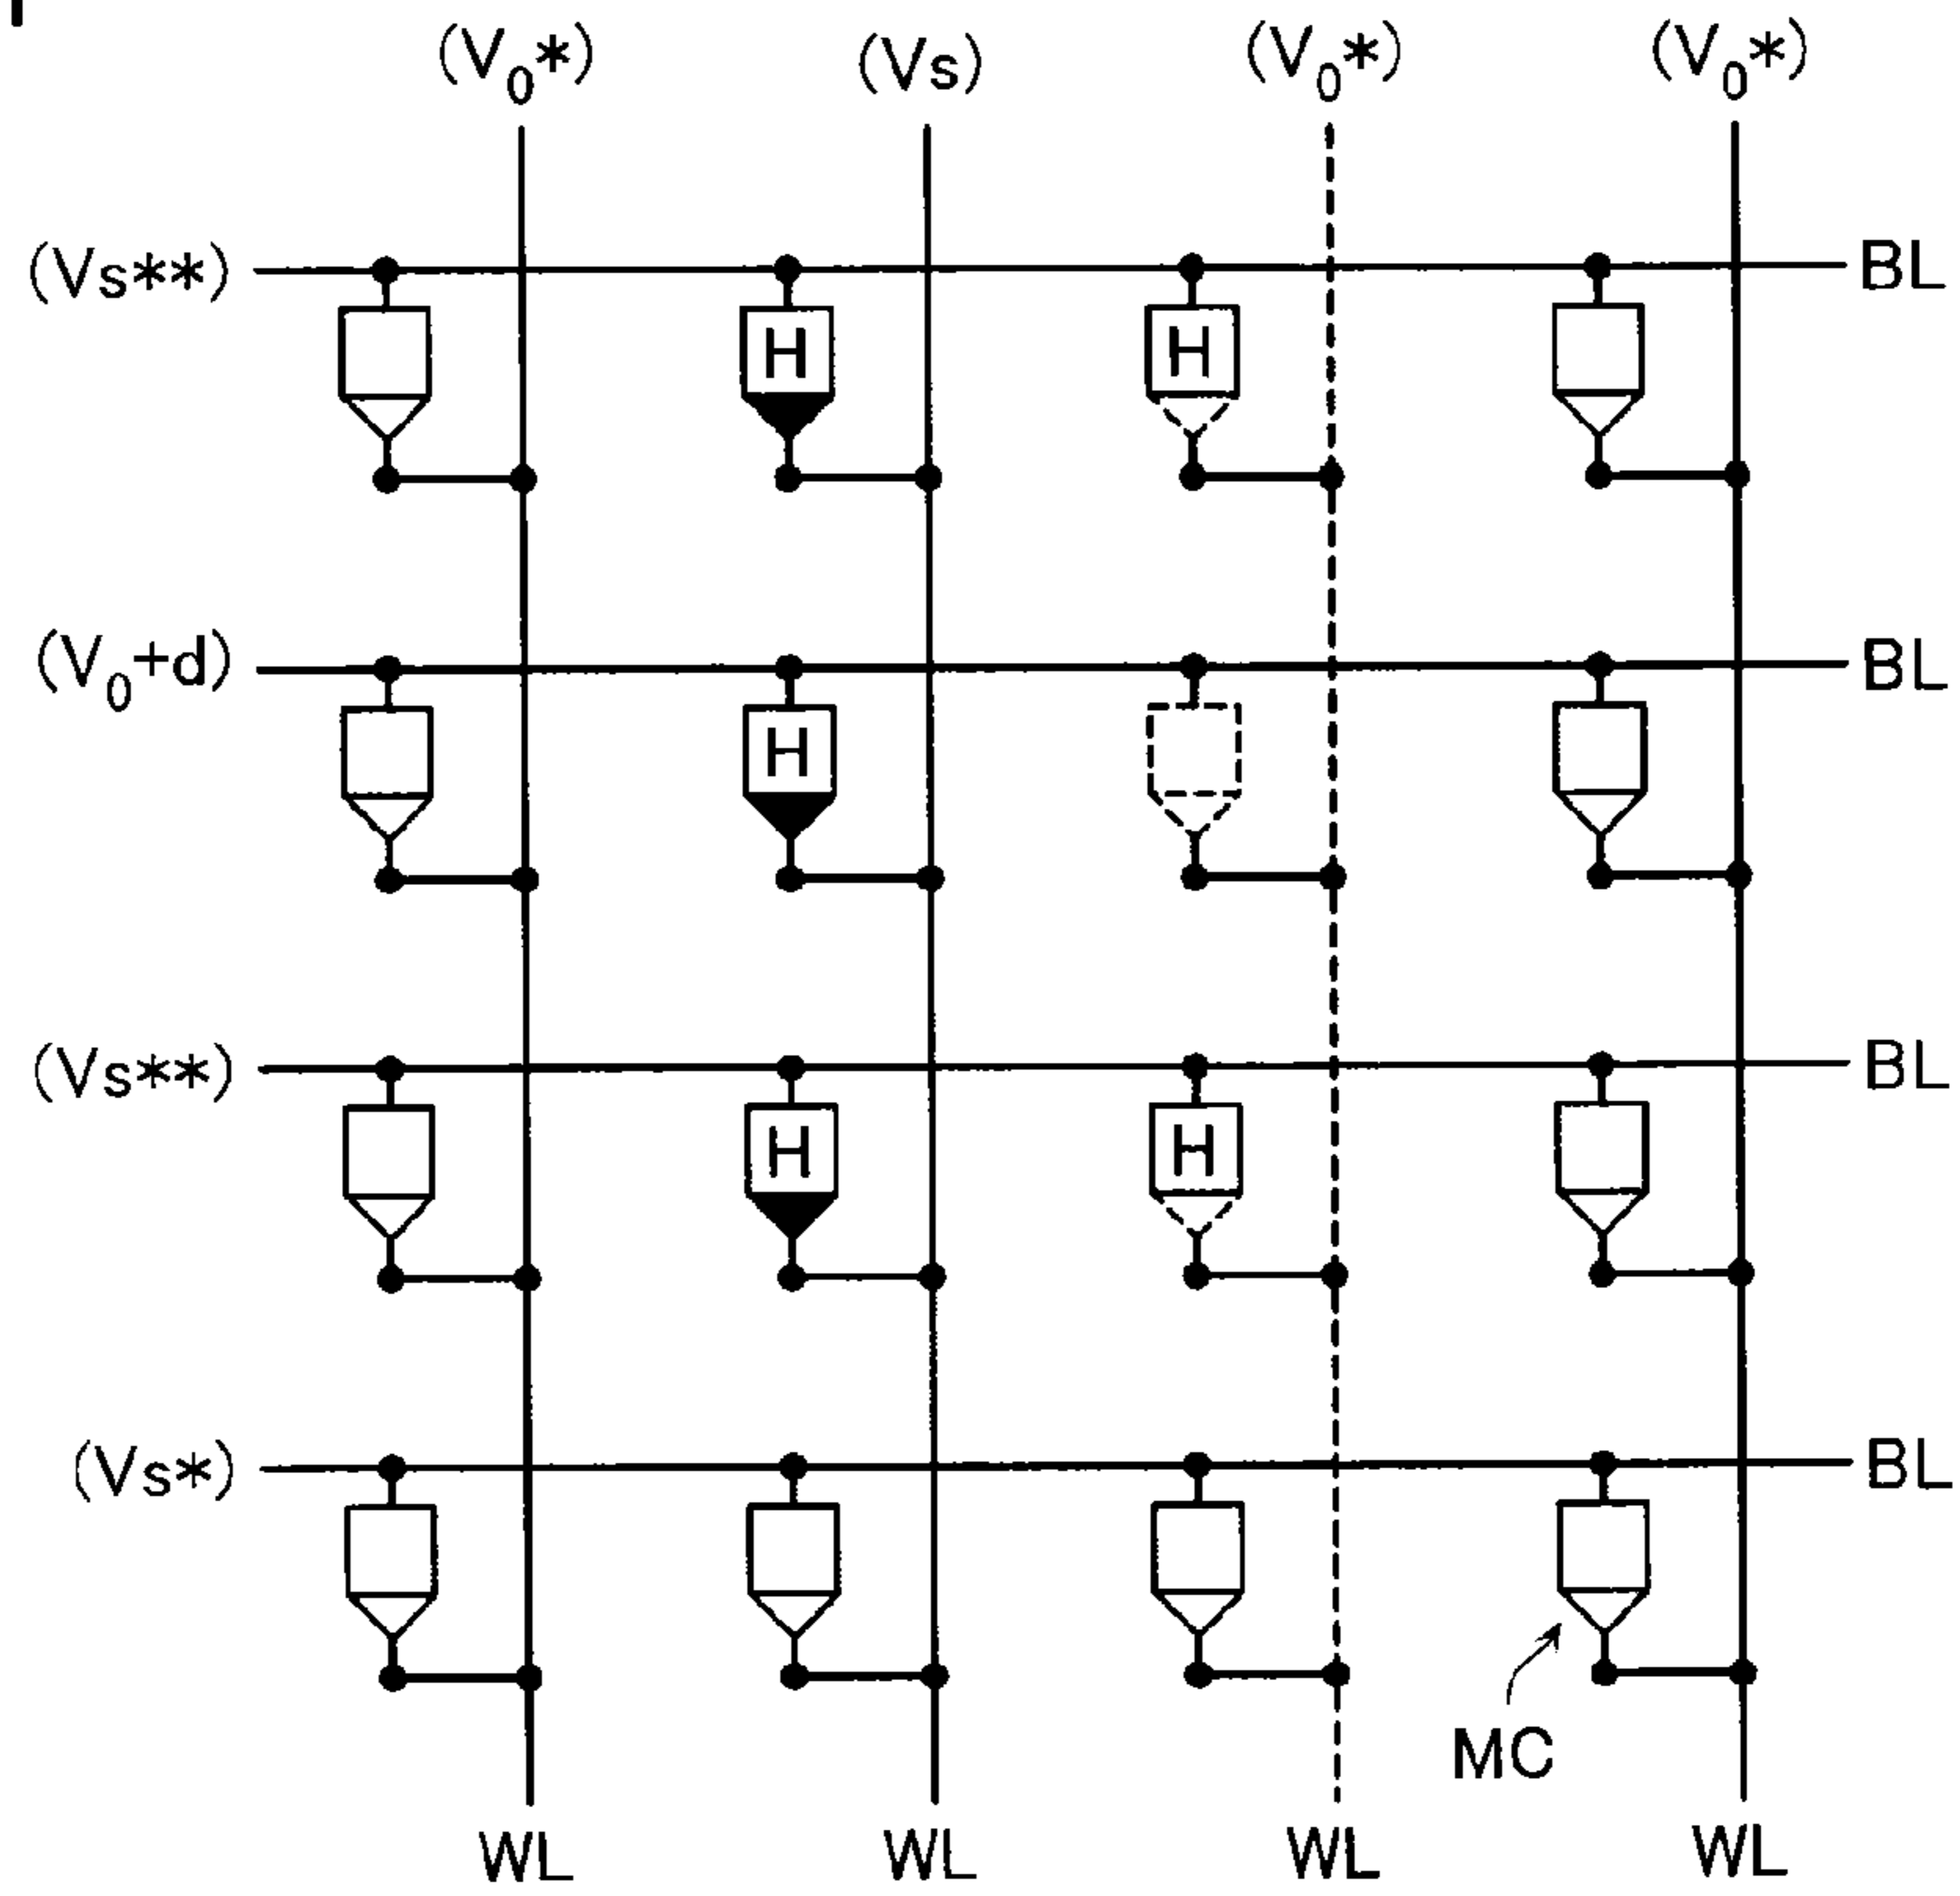 (V₀*) (Vs) (V₀*) (V₀*)
(Vs**) BL
H H
(V₀+d) BL
H
(Vs**) BL
H H
(Vs*) BL
MC
WL WL WL WL